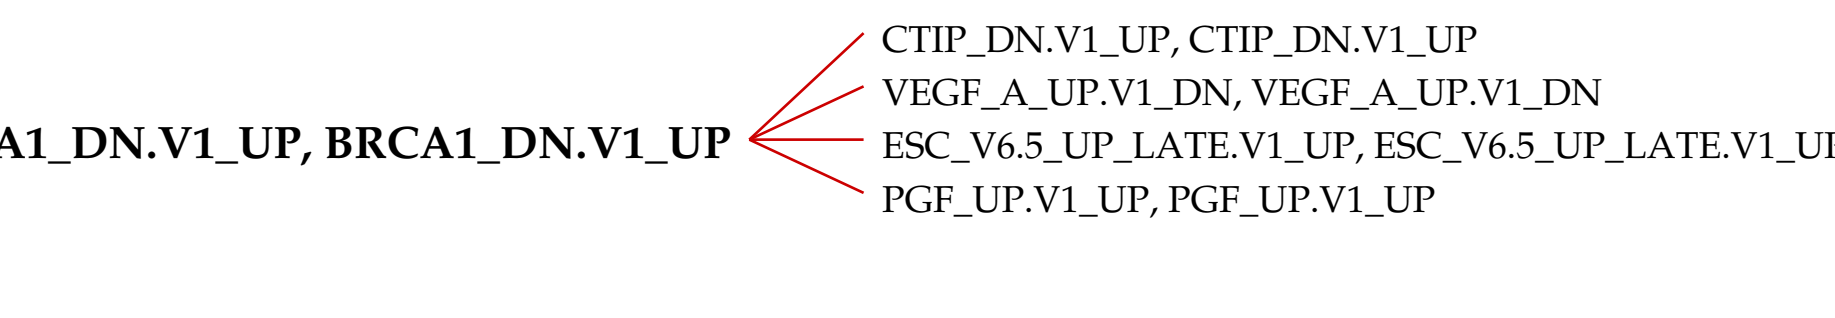 CTIP_DN.V1_UP, CTIP_DN.V1_UP
VEGF_A_UP.V1_DN, VEGF_A_UP.V1_DN
A1_DN.V1_UP, BRCA1_DN.V1_UP
ESC_V6.5_UP_LATE.V1_UP, ESC_V6.5_UP_LATE.V1_UP
PGF_UP.V1_UP, PGF_UP.V1_UP